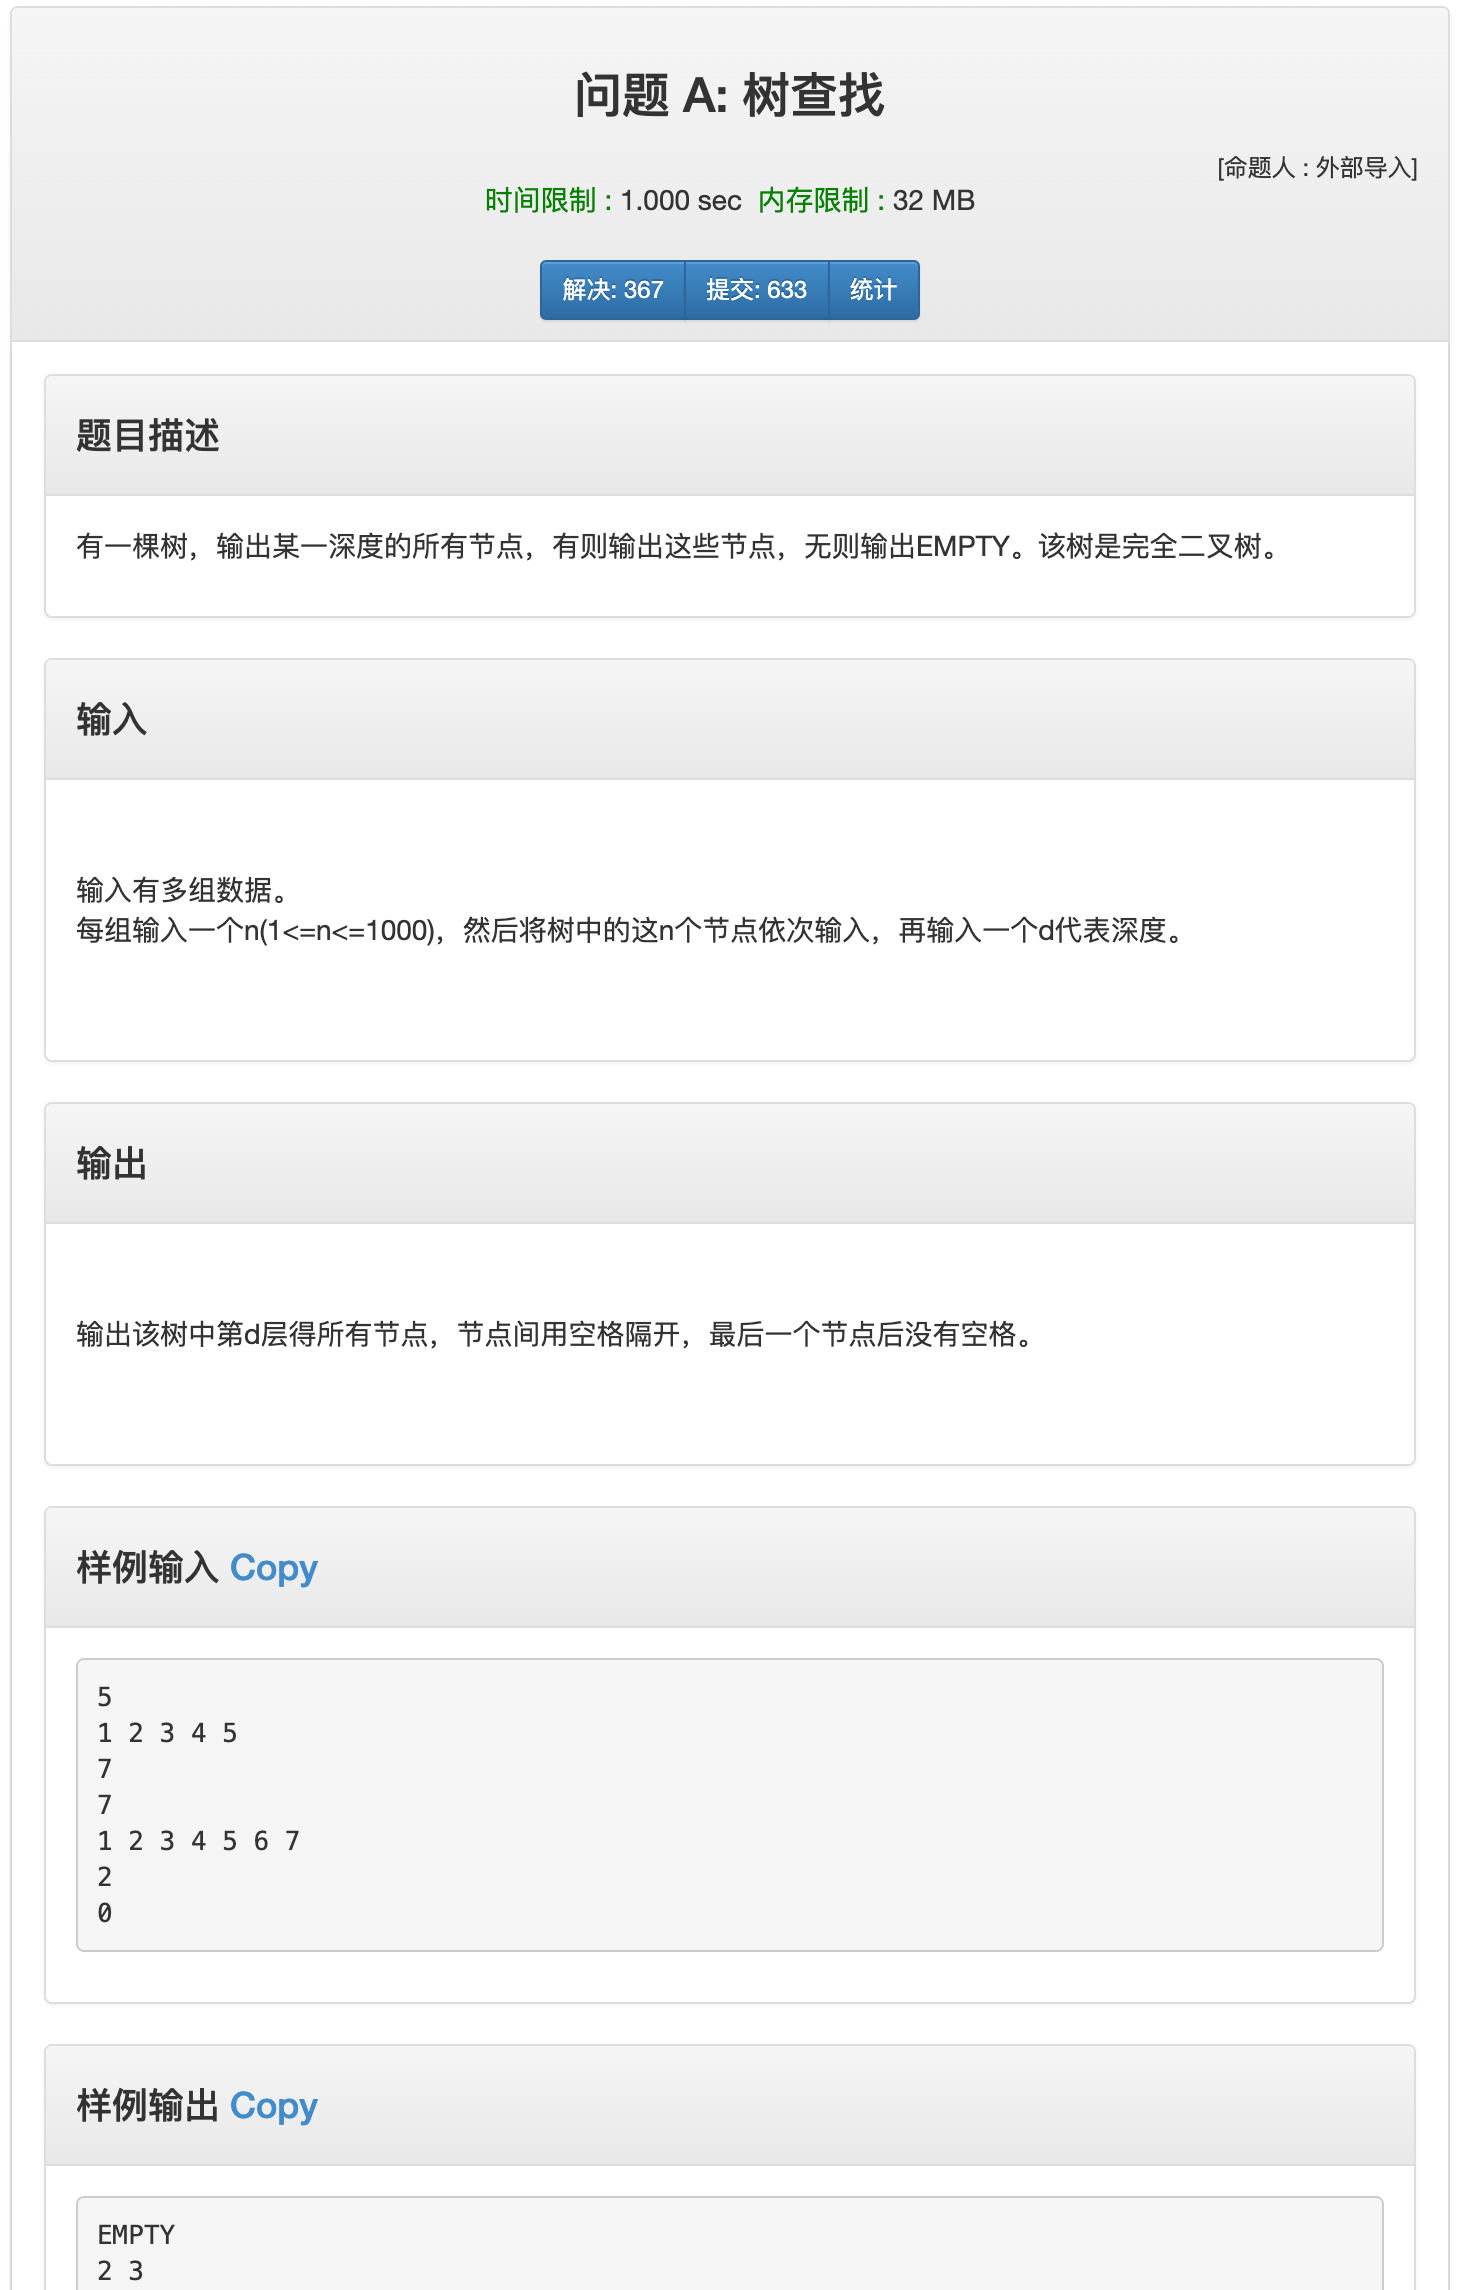 问题 A: 树查找
[命题人 : 外部导入]
时间限制 : 1.000 sec 内存限制 : 32 MB
解决: 367 提交: 633 统计
题目描述
有一棵树，输出某一深度的所有节点，有则输出这些节点，无则输出EMPTY。该树是完全二叉树。
输入
输入有多组数据。
每组输入一个n(1<=n<=1000)，然后将树中的这n个节点依次输入，再输入一个d代表深度。
输出
输出该树中第d层得所有节点，节点间用空格隔开，最后一个节点后没有空格。
样例输入 Copy
5
1 2 3 4 5
7
7
1 2 3 4 5 6 7
2
0
样例输出 Copy
EMPTY
2 3